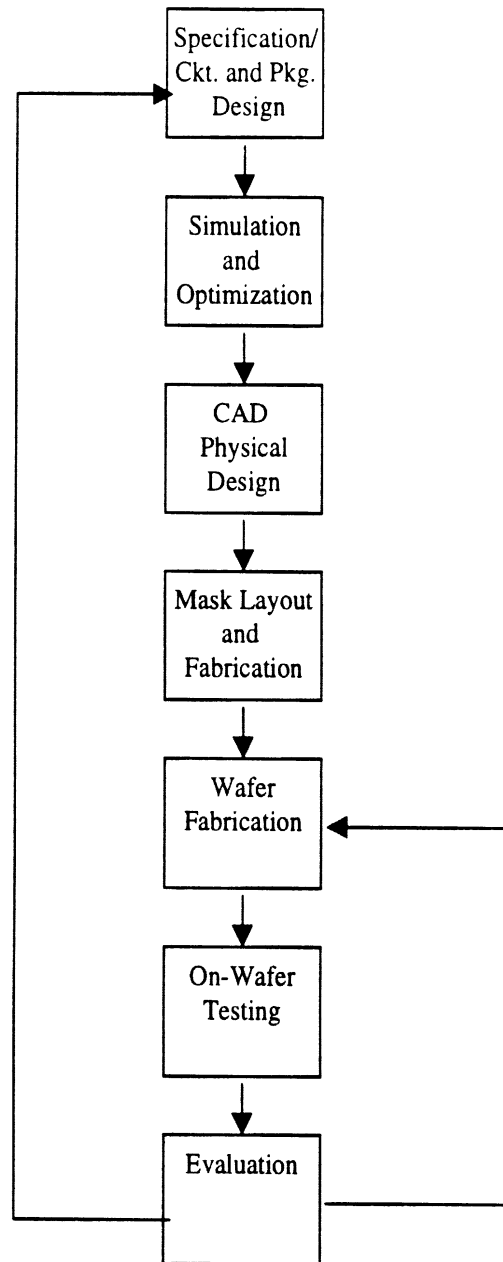 Specification/
Ckt. and Pkg.
Design
Simulation
and
Optimization
CAD
Physical
Design
Mask Layout
and
Fabrication
Wafer
Fabrication
On-Wafer
Testing
Evaluation